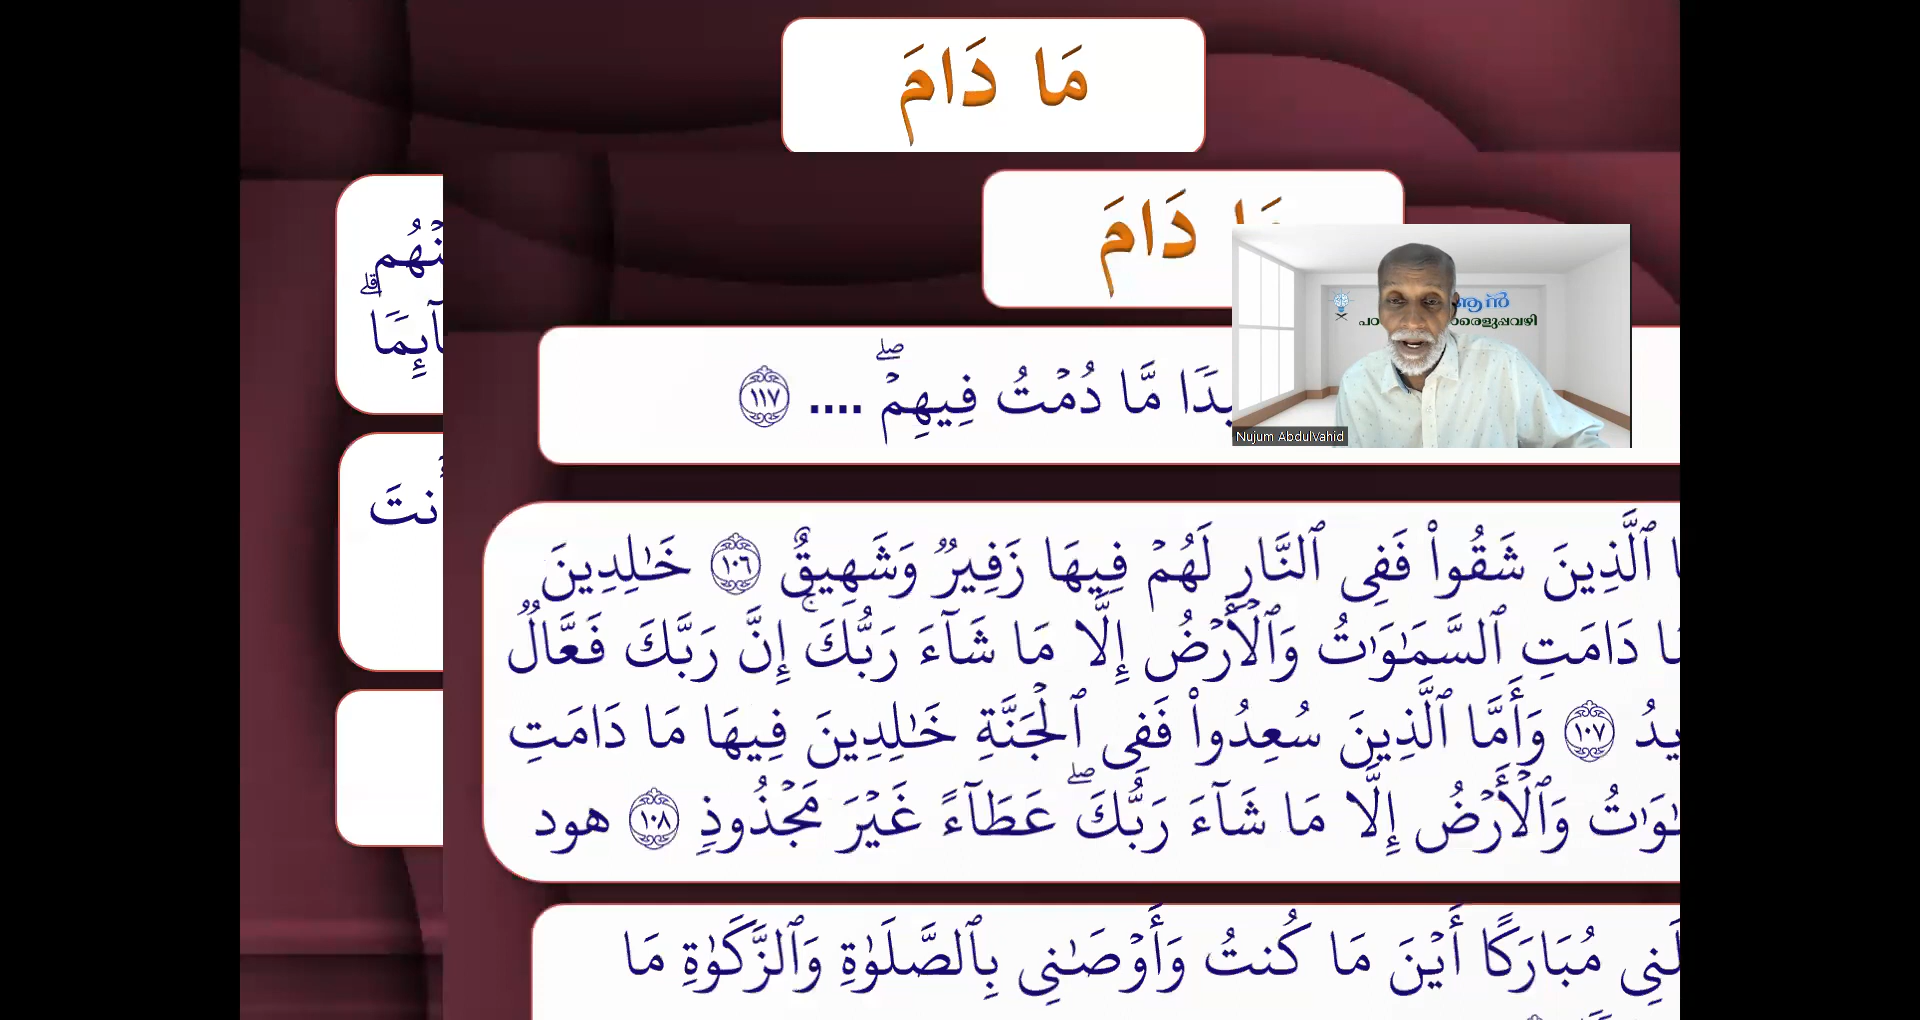 مَا دَامَ
دَامَ
مَّا دُمۡتُ فِيهِمۡۖ .... ١١٧
Nujum AbdulVahid
ٱلَّذِينَ شَقُواْ فَفِي ٱلنَّارِ لَهُمۡ فِيهَا زَفِيرٞ وَشَهِيقٌ ١٠٦ خَٰلِدِينَ
دَامَتِ ٱلسَّمَٰوَٰتُ وَٱلۡأَرۡضُ إِلَّا مَا شَآءَ رَبُّكَۚ إِنَّ رَبَّكَ فَعَّالٞ
١٠٧ وَأَمَّا ٱلَّذِينَ سُعِدُواْ فَفِي ٱلۡجَنَّةِ خَٰلِدِينَ فِيهَا مَا دَامَتِ
وَٱلۡأَرۡضُ إِلَّا مَا شَآءَ رَبُّكَۖ عَطَآءً غَيۡرَ مَجۡذُوذٖ ١٠٨ هود
مُبَارَكًا أَيۡنَ مَا كُنتُ وَأَوۡصَٰنِي بِٱلصَّلَوٰةِ وَٱلزَّكَوٰةِ مَا